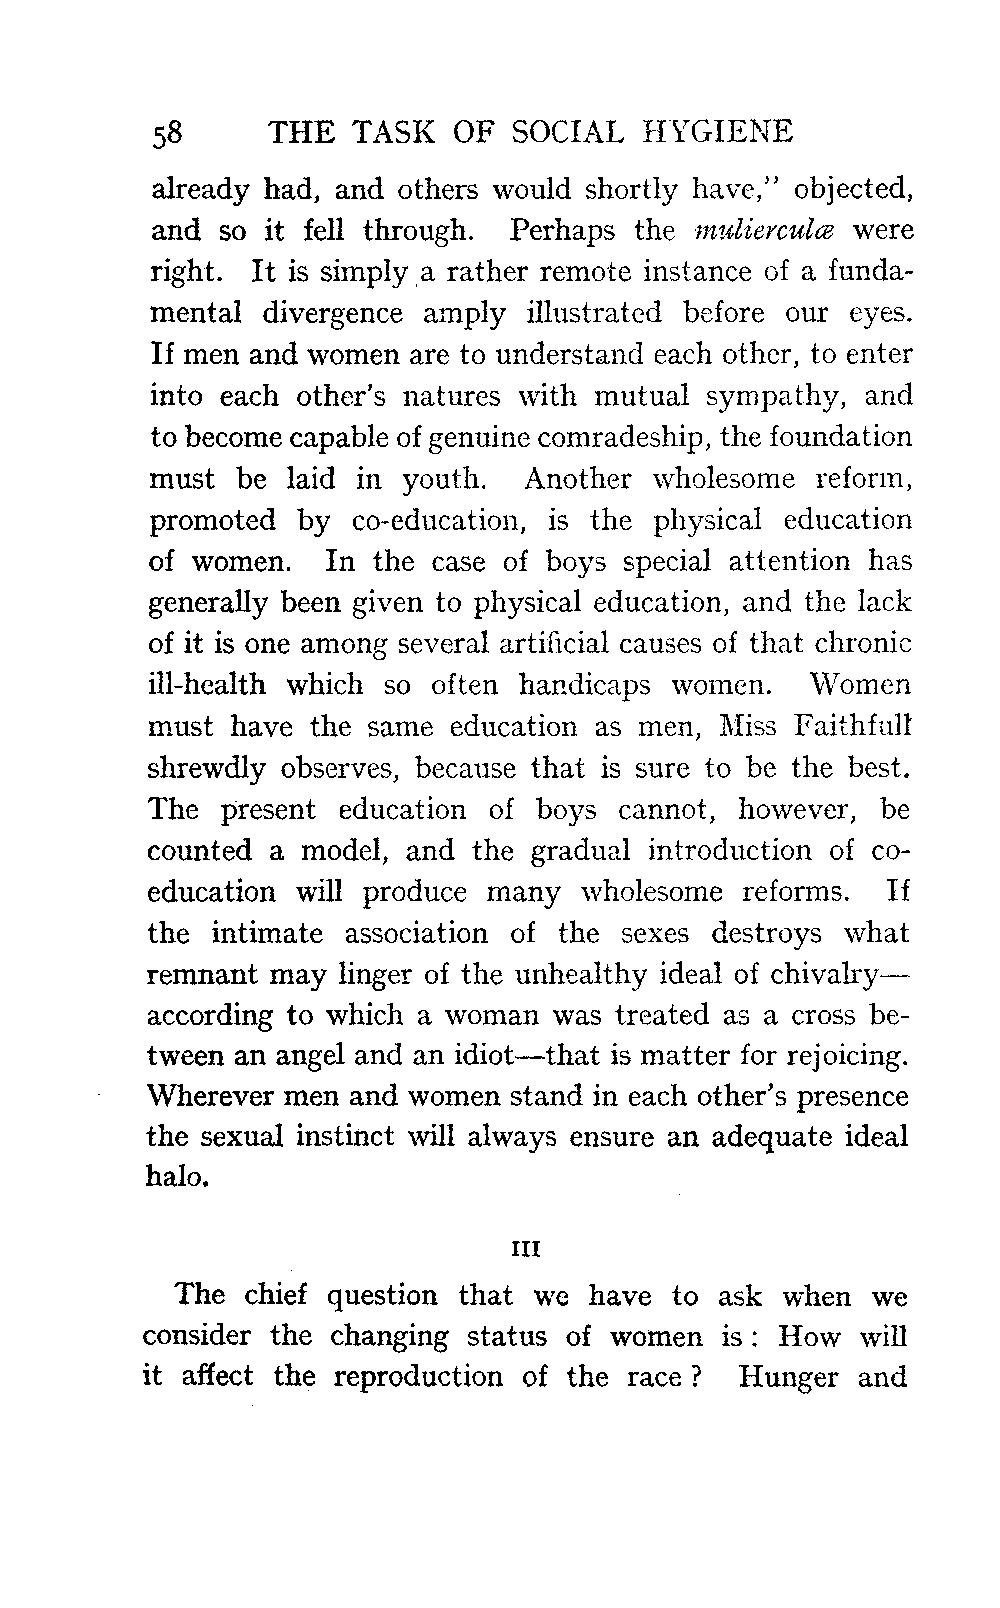 58 THE TASK OF SOCIAL HYGIENE
already had, and others would shortly have,” objected,
and so it fell through. Perhaps the mulierculæ were
right. It is simply a rather remote instance of a funda-
mental divergence amply illustrated before our eyes.
If men and women are to understand each other, to enter
into each other's natures with mutual sympathy, and
to become capable of genuine comradeship, the foundation
must be laid in youth. Another wholesome reform,
promoted by co-education, is the physical education
of women. In the case of boys special attention has
generally been given to physical education, and the lack
of it is one among several artificial causes of that chronic
ill-health which so often handicaps women. Women
must have the same education as men, Miss Faithfull
shrewdly observes, because that is sure to be the best.
The present education of boys cannot, however, be
counted a model, and the gradual introduction of co-
education will produce many wholesome reforms. If
the intimate association of the sexes destroys what
remnant may linger of the unhealthy ideal of chivalry—
according to which a woman was treated as a cross be-
tween an angel and an idiot—that is matter for rejoicing.
Wherever men and women stand in each other's presence
the sexual instinct will always ensure an adequate ideal
halo.
III
The chief question that we have to ask when we
consider the changing status of women is : How will
it affect the reproduction of the race ? Hunger and